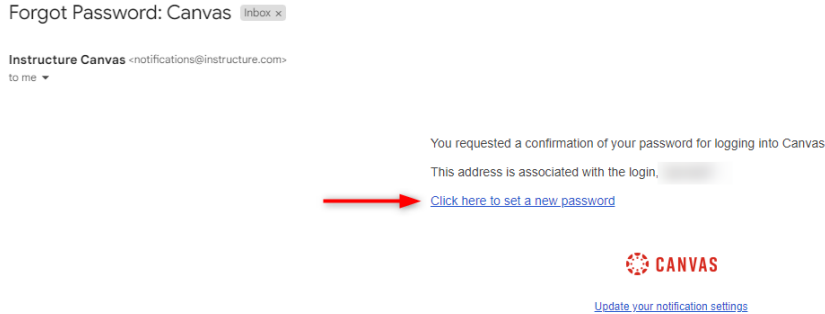 Forgot Password: Canvas Inbox ×
Instructure Canvas <notifications@instructure.com>
to me
You requested a confirmation of your password for logging into Canvas
This address is associated with the login,
Click here to set a new password
CANVAS
Update your notification settings